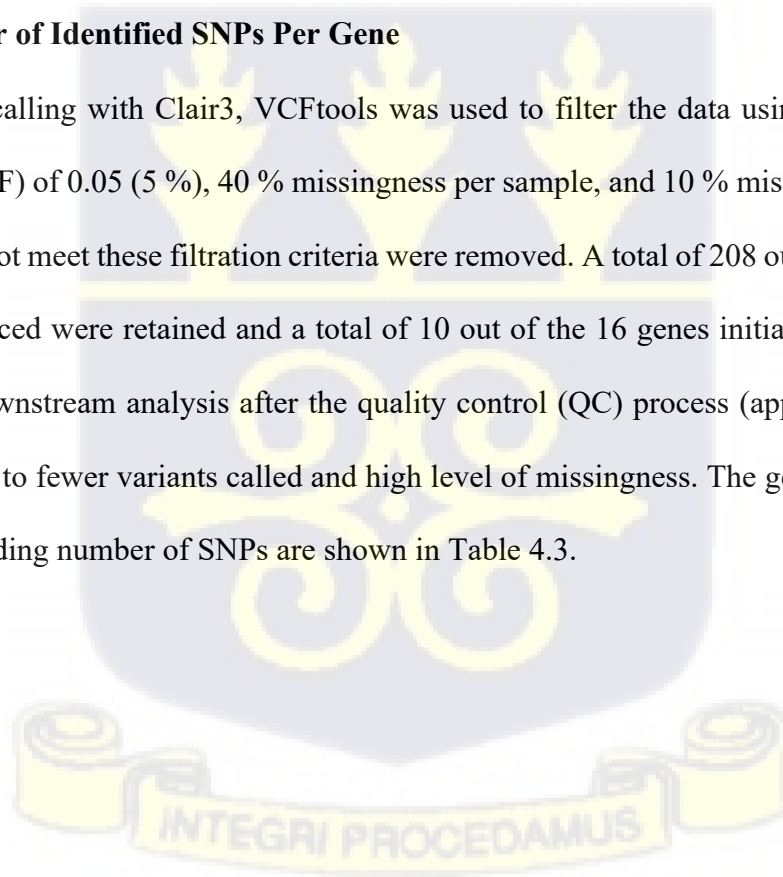 r of Identified SNPs Per Gene
calling with Clair3, VCFtools was used to filter the data usin
F) of 0.05 (5 %), 40 % missingness per sample, and 10 % mis
ot meet these filtration criteria were removed. A total of 208 ou
ced were retained and a total of 10 out of the 16 genes initia
wnstream analysis after the quality control (QC) process (app
to fewer variants called and high level of missingness. The ge
ding number of SNPs are shown in Table 4.3.
INTEGRI PROCEDAMUS